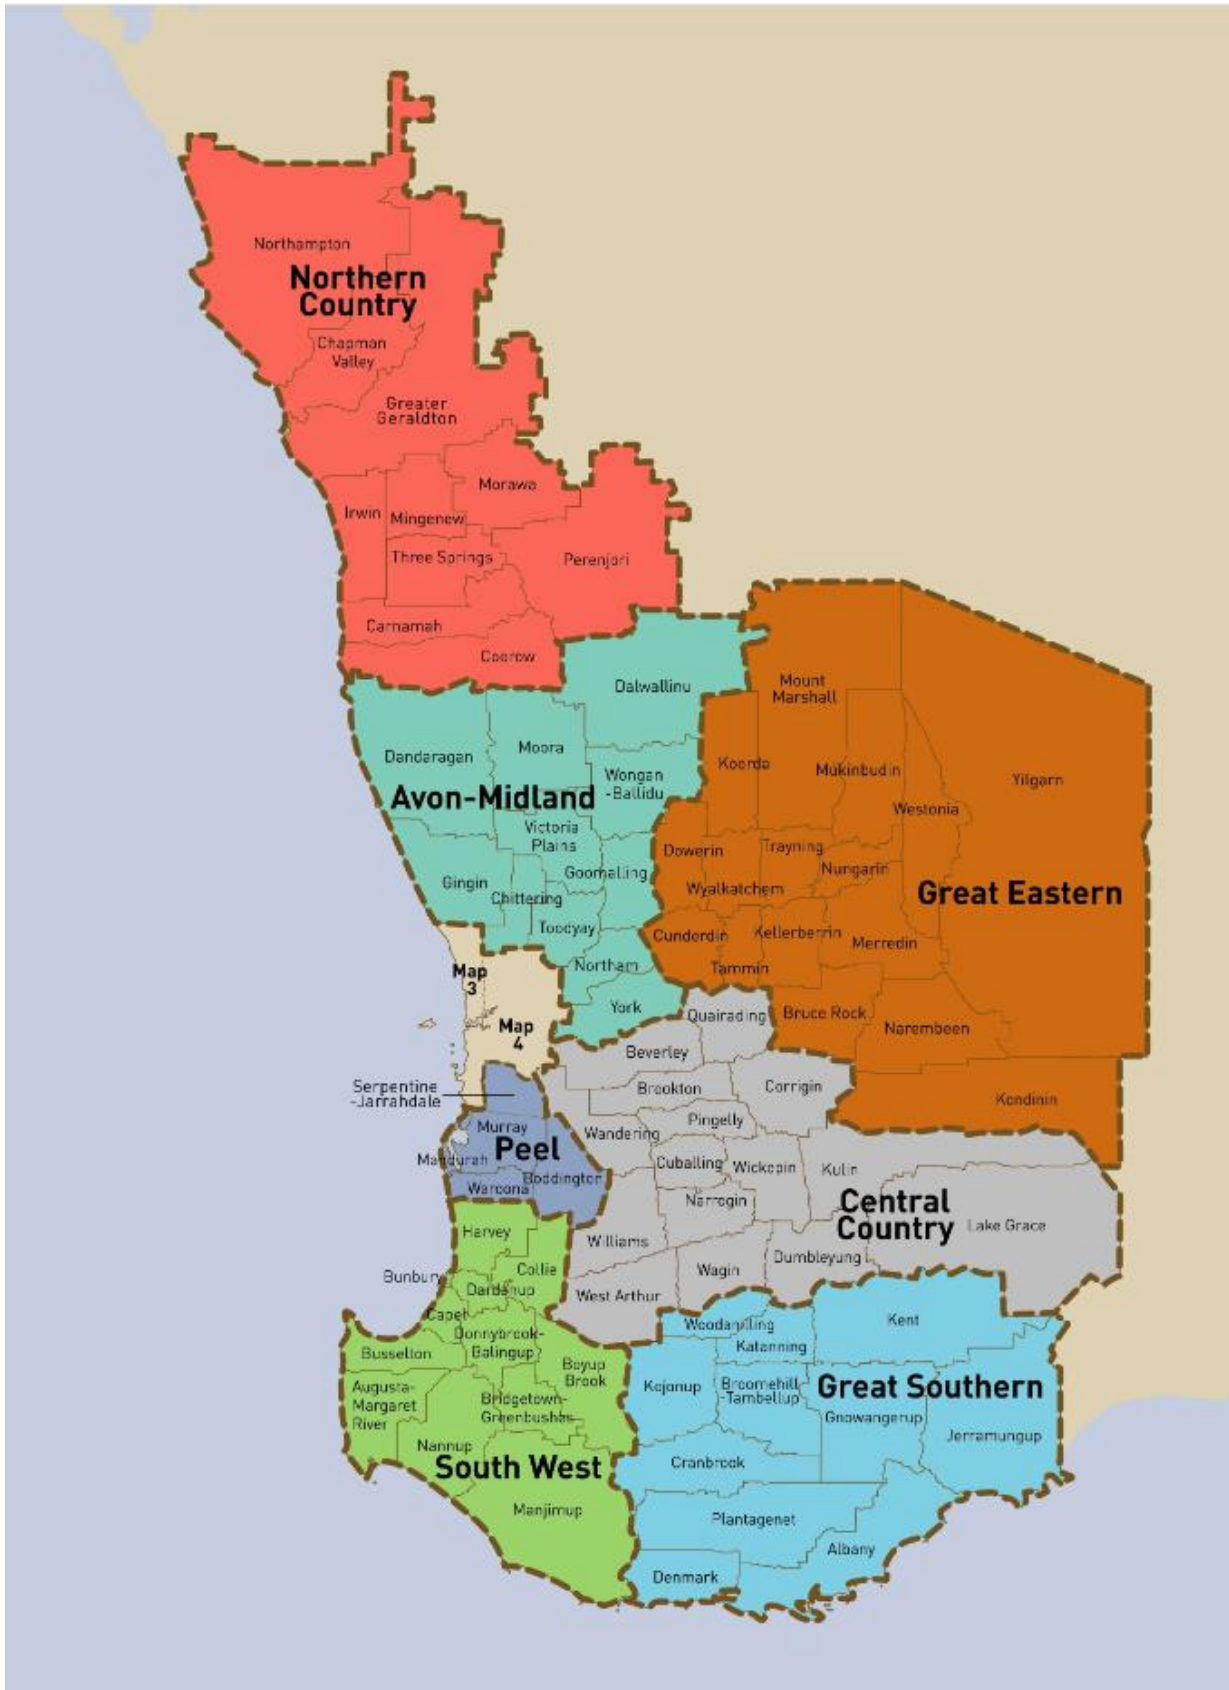 Northampton
Northern
Country
Chapman
Valley
Greater
Geraldton
Morawa
Irwin
Mingenew
Three Springs
Perenjori
Carnamah
Coorow
Dalwallinu
Mount
Marshall
Dandaragan
Moora
Koorda
Mukinbudin
Yilgarn
Wongan
-Ballidu
Avon-Midland
Westonia
Victoria
Plains
Dowerin
Trayning
Goomalling
Nungarin
Gingin
Wyalkatchem
Great Eastern
Chittering
Toodyay
Cunderdin
Kellerberrin
Merredin
Northam
Tammin
Map
3
York
Quairading
Bruce Rock
Narembeen
Map
4
Beverley
Serpentine
-Jarrahdale
Brookton
Corrigin
Kondinin
Pingelly
Murray
Wandering
Peel
Mandurah
Cuballing
Wickepin
Kulin
Boddington
Waroona
Narrogin
Central
Country
Lake Grace
Harvey
Williams
Dumbleyung
Bunbury
Collie
Wagin
Dardanup
West Arthur
Capel
Woodanilling
Kent
Donnybrook-
Balingup
Katanning
Busselton
Boyup
Brook
Kojonup
Broomehill
-Tambellup
Great Southern
Augusta-
Margaret
River
Bridgetown-
Greenbushes
Gnowangerup
Jerramungup
Nannup
South West
Cranbrook
Manjimup
Plantagenet
Albany
Denmark